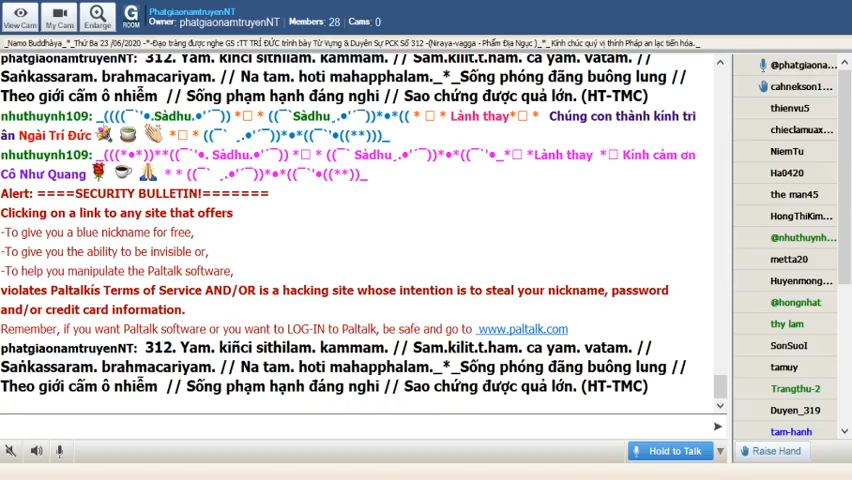 PhatgiaonamtruyenNT
Owner: phatgiaonamtruyenNT Members: 28 Cams: 0
View Cam
My Cam
Enlarge
G
ROOM
_Namo Buddhàya_*_Thứ Ba 23 /06/2020 -*-Đạo tràng được nghe GS :TT TRÍ ĐỨC trình bày Từ Vựng & Duyên Sự PCK Số 312 -(Niraya-vagga - Phẩm Địa Ngục )_*_Kính chúc quý vị thính Pháp an lạc tiến hóa._
phatgiaonamtruyenNT: 312. Yam. kiñci sithilam. kammam. // Sam.kilit.t.ham. ca yam. vatam. //
Saṅkassaram. brahmacariyam. // Na tam. hoti mahapphalam._*_Sống phóng đãng buông lung //
Theo giới cấm ô nhiễm // Sống phạm hạnh đáng nghi // Sao chứng được quả lớn. (HT-TMC)
nhuthuynh109: _((((¯`'•.Sàdhu.•'´¯)) *□ * ((¯`Sàdhu¸.•'´¯)*•*(( * □ * Lành thay*□ * Chúng con thành kính tri
ân Ngài Trí Đức *□ * ((¯` ¸.•'´¯))*•*((¯`'•((**)))_
nhuthuynh109: _(((*•*))**((¯`'•. Sàdhu.•'´¯)) *□ * ((¯` Sàdhu¸.•'´¯))*•*((¯`'•_*□ *Lành thay *□ * Kính cám ơn
Cô Như Quang * * ((¯` ¸.•'´¯))*•*((¯`'•((**))_
Alert: ====SECURITY BULLETIN!=======
Clicking on a link to any site that offers
-To give you a blue nickname for free,
-To give you the ability to be invisible or,
-To help you manipulate the Paltalk software,
violates Paltalkís Terms of Service AND/OR is a hacking site whose intention is to steal your nickname, password
and/or credit card information.
Remember, if you want Paltalk software or you want to LOG-IN to Paltalk, be safe and go to www.paltalk.com
phatgiaonamtruyenNT: 312. Yam. kiñci sithilam. kammam. // Sam.kilit.t.ham. ca yam. vatam. //
Saṅkassaram. brahmacariyam. // Na tam. hoti mahapphalam._*_Sống phóng đãng buông lung //
Theo giới cấm ô nhiễm // Sống phạm hạnh đáng nghi // Sao chứng được quả lớn. (HT-TMC)
@phatgiaona...
cahnekson1...
thienvu5
chieclamuax...
NiemTu
Ha0420
the man45
HongThiKim...
@nhuthuynh...
metta20
Huyenmong...
@hongnhat
thy lam
SonSuoI
tamuy
Trangthu-2
Duyen_319
tam-hanh
Hold to Talk
Raise Hand